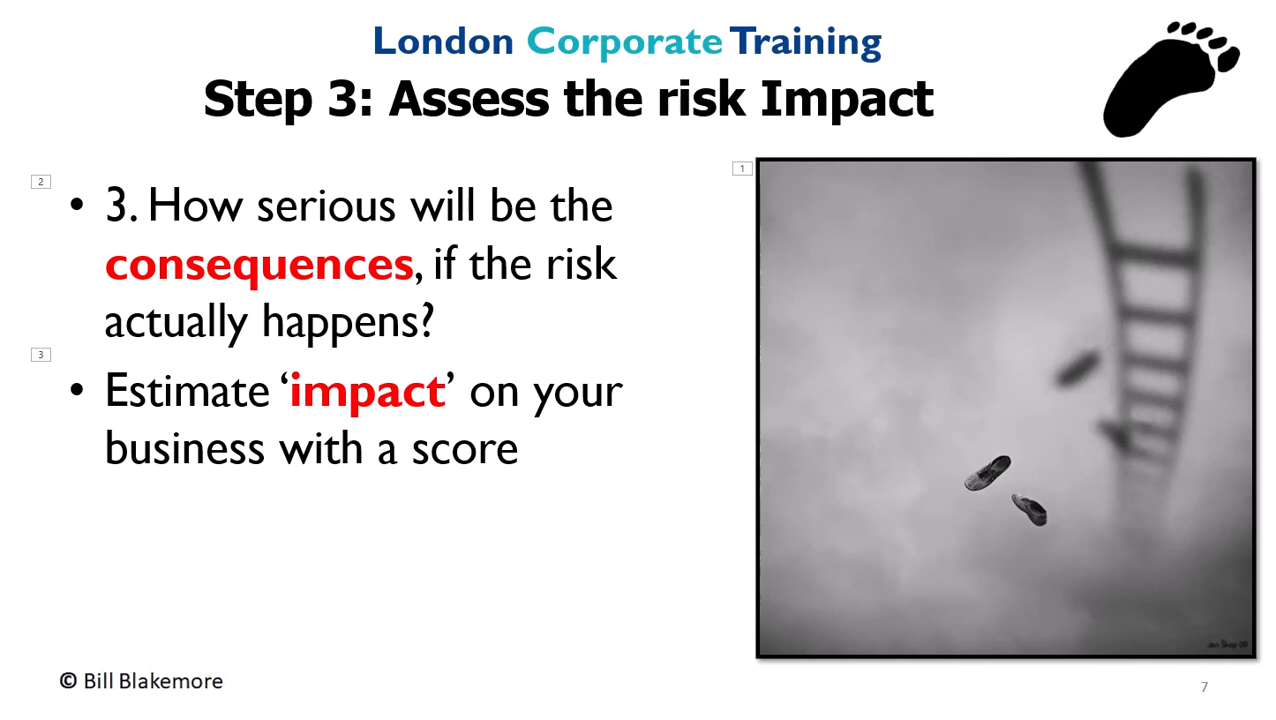 London Corporate Training
Step 3: Assess the risk Impact
2
1
• 3. How serious will be the
consequences, if the risk
actually happens?
3
• Estimate ‘impact’ on your
business with a score
© Bill Blakemore
7